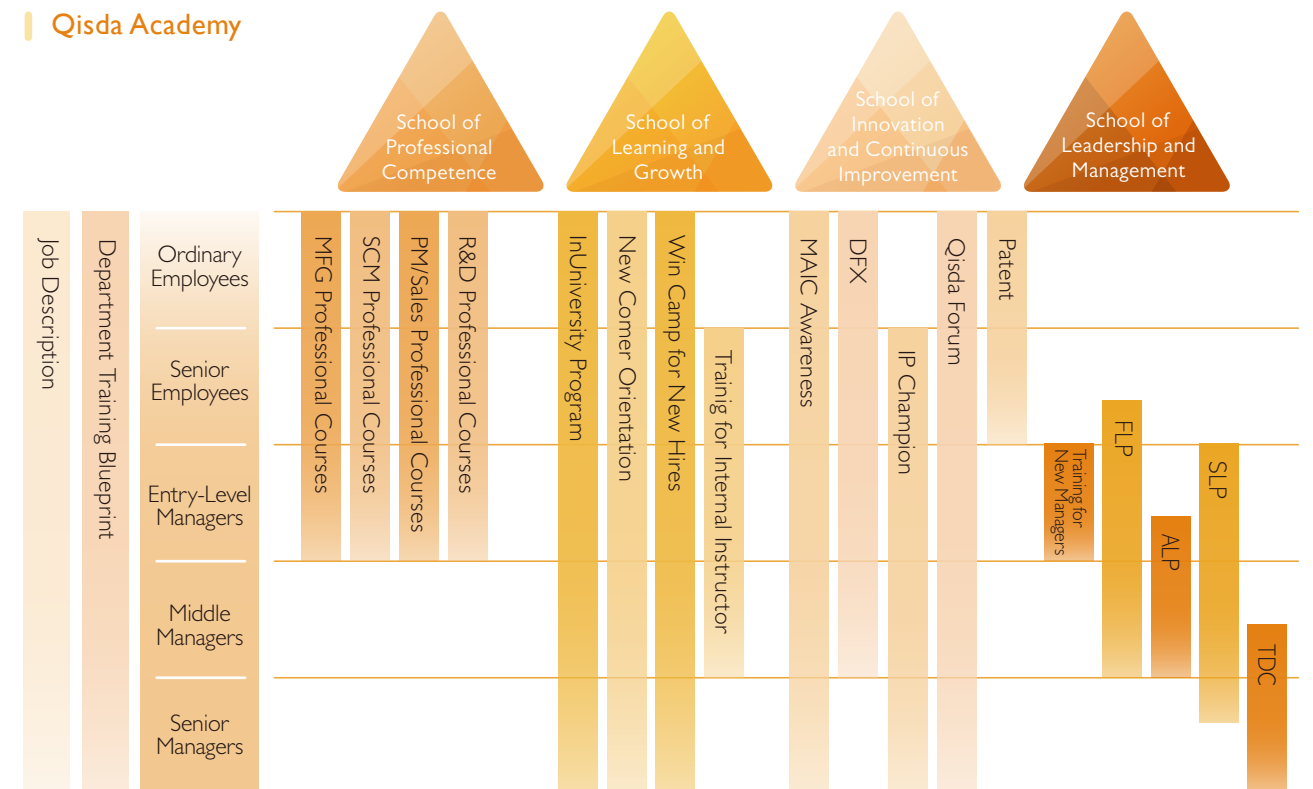 Qisda Academy
School of
Professional
Competence
School of
Learning and
Growth
School of
Innovation
and Continuous
Improvement
School of
Leadership and
Management
Job Description
Department Training Blueprint
Ordinary
Employees
Senior
Employees
Entry-Level
Managers
Middle
Managers
Senior
Managers
MFG Professional Courses
SCM Professional Courses
PM/Sales Professional Courses
R&D Professional Courses
InUniversity Program
New Comer Orientation
Win Camp for New Hires
Trainig for Internal Instructor
MAIC Awareness
DFX
IP Champion
Qisda Forum
Patent
Training for
New Managers
FLP
ALP
SLP
TDC